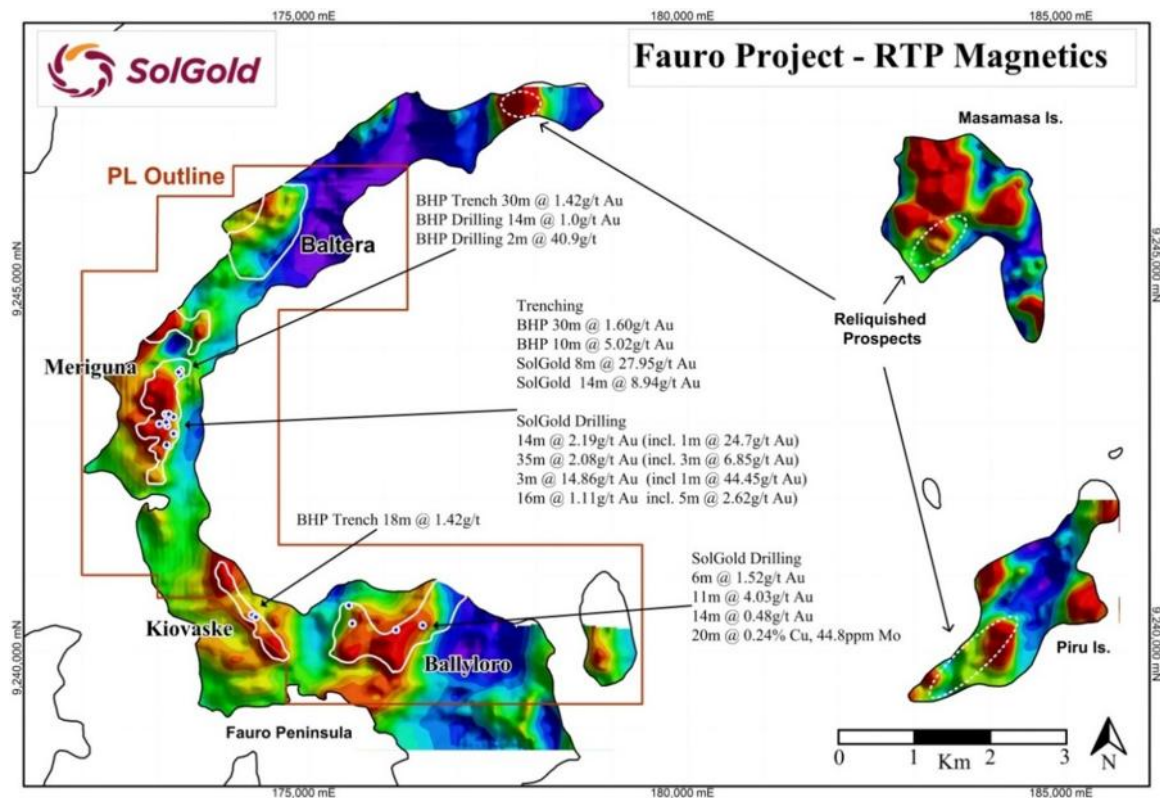 175,000 mE
180,000 mE
185,000 mE
SolGold
Fauro Project - RTP Magnetics
Masamasa Is.
PL Outline
BHP Trench 30m @ 1.42g/t Au
BHP Drilling 14m @ 1.0g/t Au
BHP Drilling 2m @ 40.9g/t
Baltera
9,245,000 mN
9,245,000 mN
Trenching
BHP 30m @ 1.60g/t Au
BHP 10m @ 5.02g/t Au
SolGold 8m @ 27.95g/t Au
SolGold 14m @ 8.94g/t Au
Reliquished
Prospects
Meriguna
SolGold Drilling
14m @ 2.19g/t Au (incl. 1m @ 24.7g/t Au)
35m @ 2.08g/t Au (incl. 3m @ 6.85g/t Au)
3m @ 14.86g/t Au (incl 1m @ 44.45g/t Au)
16m @ 1.11g/t Au incl. 5m @ 2.62g/t Au)
BHP Trench 18m @ 1.42g/t
SolGold Drilling
6m @ 1.52g/t Au
11m @ 4.03g/t Au
14m @ 0.48g/t Au
20m @ 0.24% Cu, 44.8ppm Mo
Kiovaske
Ballyloro
9,240,000 mN
9,240,000 mN
Piru Is.
Fauro Peninsula
0 1 2 3
Km
N
175,000 mE
180,000 mE
185,000 mE